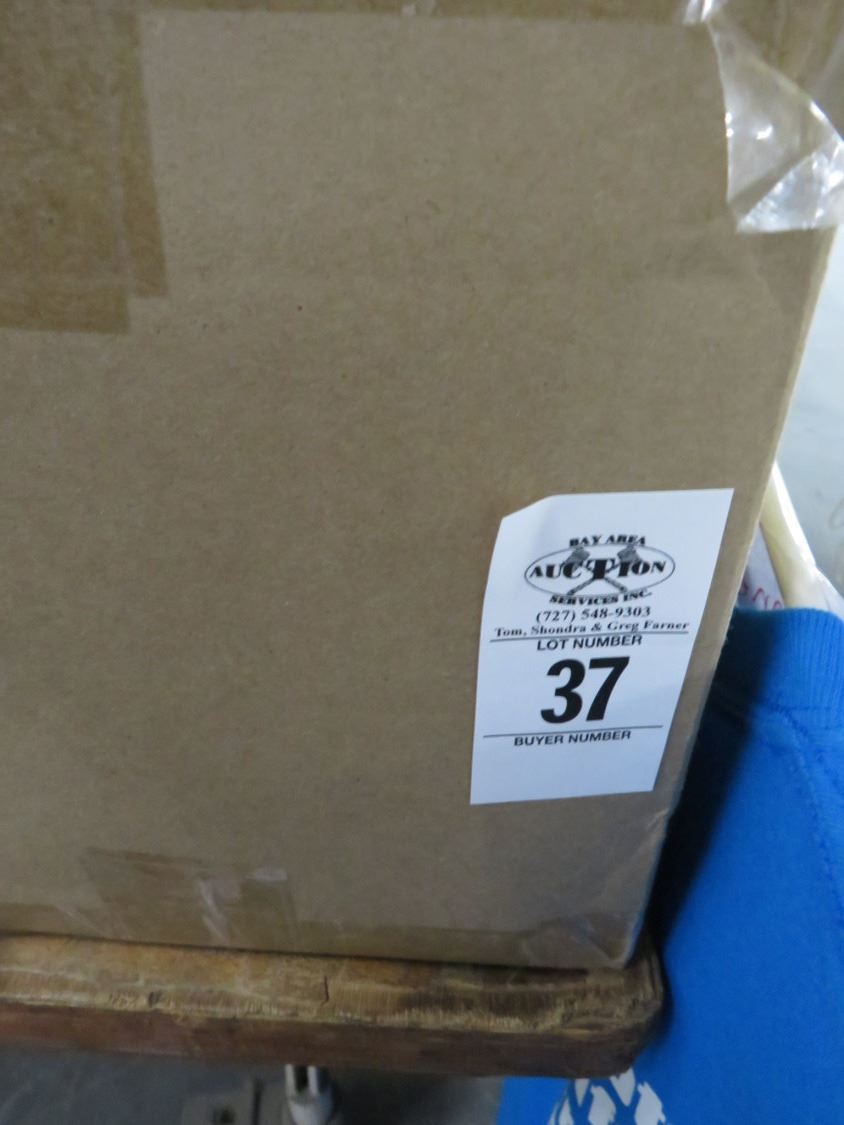 BAY AREA
AUCTION
SERVICES INC.
(727) 548-9303
Tom, Shondra & Greg Farner
LOT NUMBER
37
BUYER NUMBER